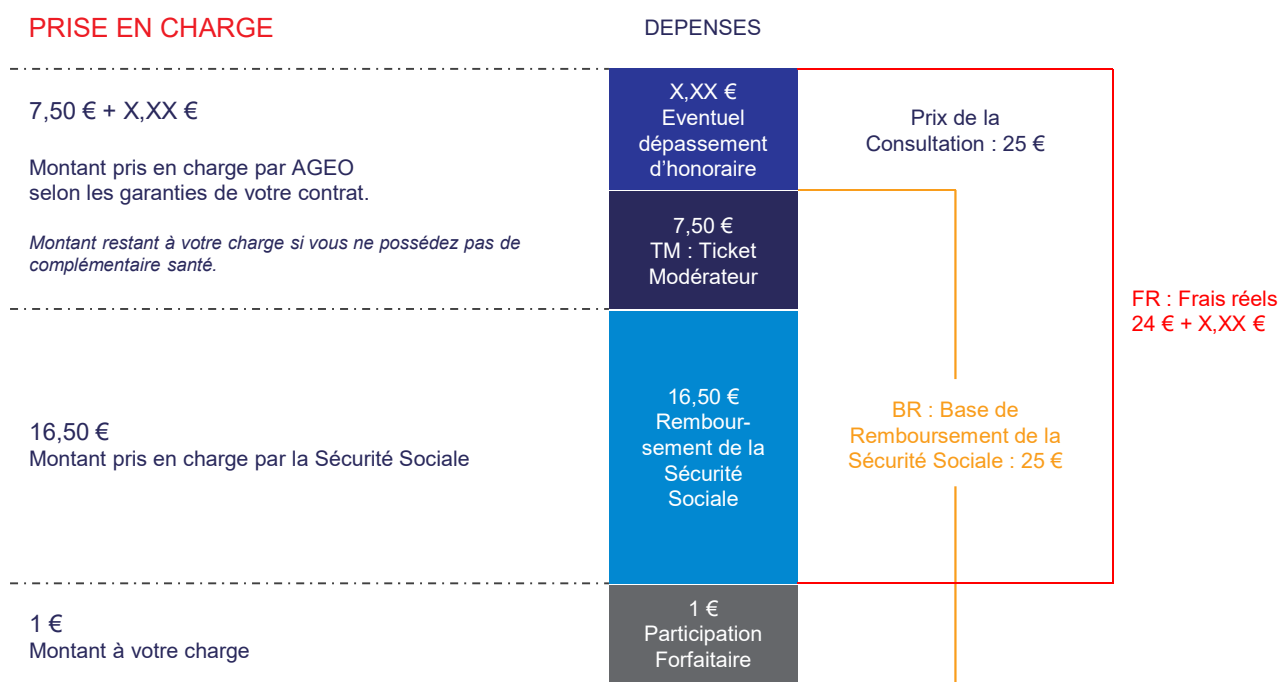 PRISE EN CHARGE
DEPENSES
7,50 € + X,XX €
Montant pris en charge par AGEO
selon les garanties de votre contrat.
Montant restant à votre charge si vous ne possédez pas de
complémentaire santé.
X,XX €
Eventuel
dépassement
d’honoraire
Prix de la
Consultation : 25 €
7,50 €
TM : Ticket
Modérateur
FR : Frais réels
24 € + X,XX €
16,50 €
Montant pris en charge par la Sécurité Sociale
16,50 €
Rembour-
sement de la
Sécurité
Sociale
BR : Base de
Remboursement de la
Sécurité Sociale : 25 €
1 €
Montant à votre charge
1 €
Participation
Forfaitaire